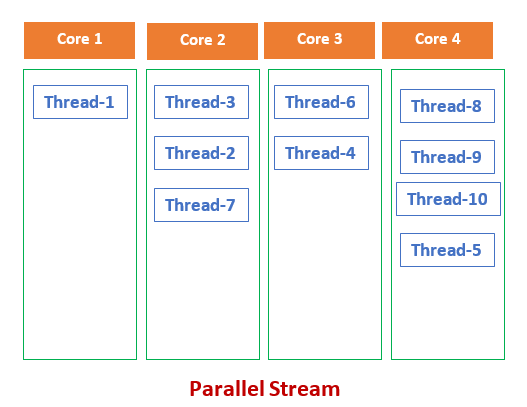 Core 1
Core 2
Core 3
Core 4
Thread-1
Thread-3
Thread-2
Thread-7
Thread-6
Thread-4
Thread-8
Thread-9
Thread-10
Thread-5
Parallel Stream